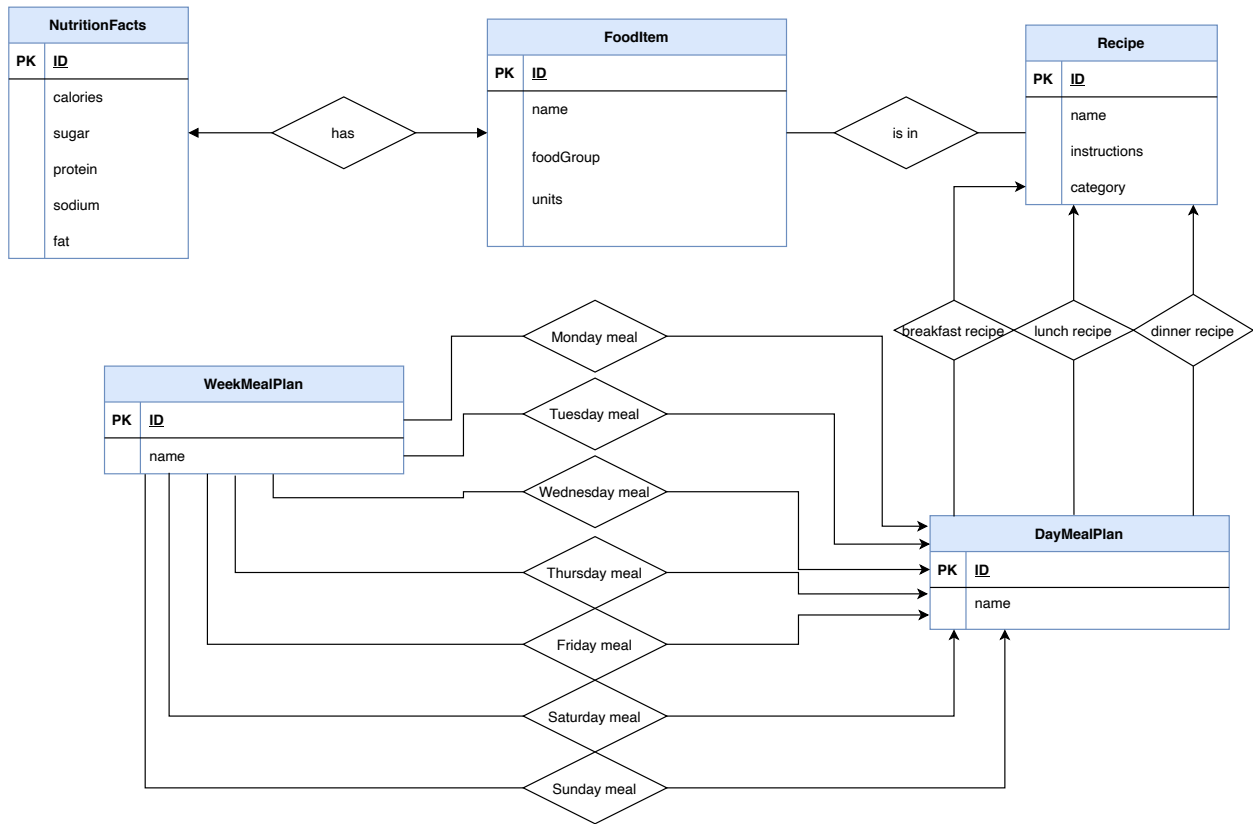 NutritionFacts
PK ID
calories
sugar
protein
sodium
fat
has
FoodItem
PK ID
name
foodGroup
units
is in
Recipe
PK ID
name
instructions
category
breakfast recipe
lunch recipe
dinner recipe
Monday meal
Tuesday meal
Wednesday meal
Thursday meal
Friday meal
Saturday meal
Sunday meal
WeekMealPlan
PK ID
name
DayMealPlan
PK ID
name